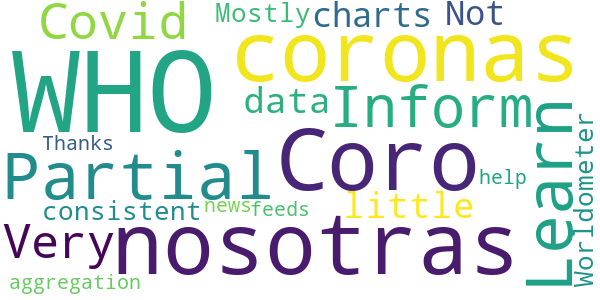 Covid
Mostly
charts
Not
WHO
coronas
data
Inform
Learn
Worldometer
Thanks
Partial
Coro
help
consistent
news
feeds
little
Very
nosotras
aggregation